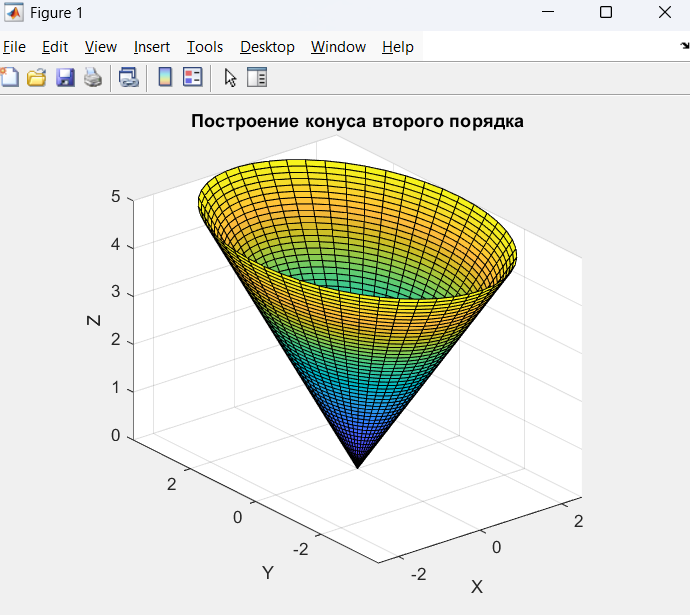 Figure 1
File Edit View Insert Tools Desktop Window Help
Построение конуса второго порядка
5
4
3
2
1
0
Z
2
0
-2
Y
2
0
-2
X